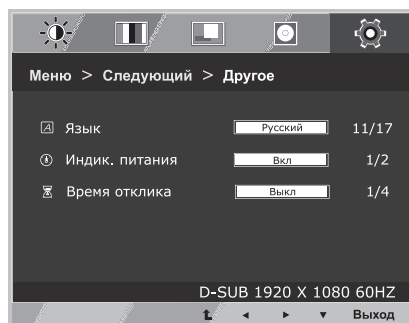 Меню > Следующий > Другое
Язык Русский 11/17
Индик. питания Вкл 1/2
Время отклика Выкл 1/4
D-SUB 1920 X 1080 60HZ
Выход